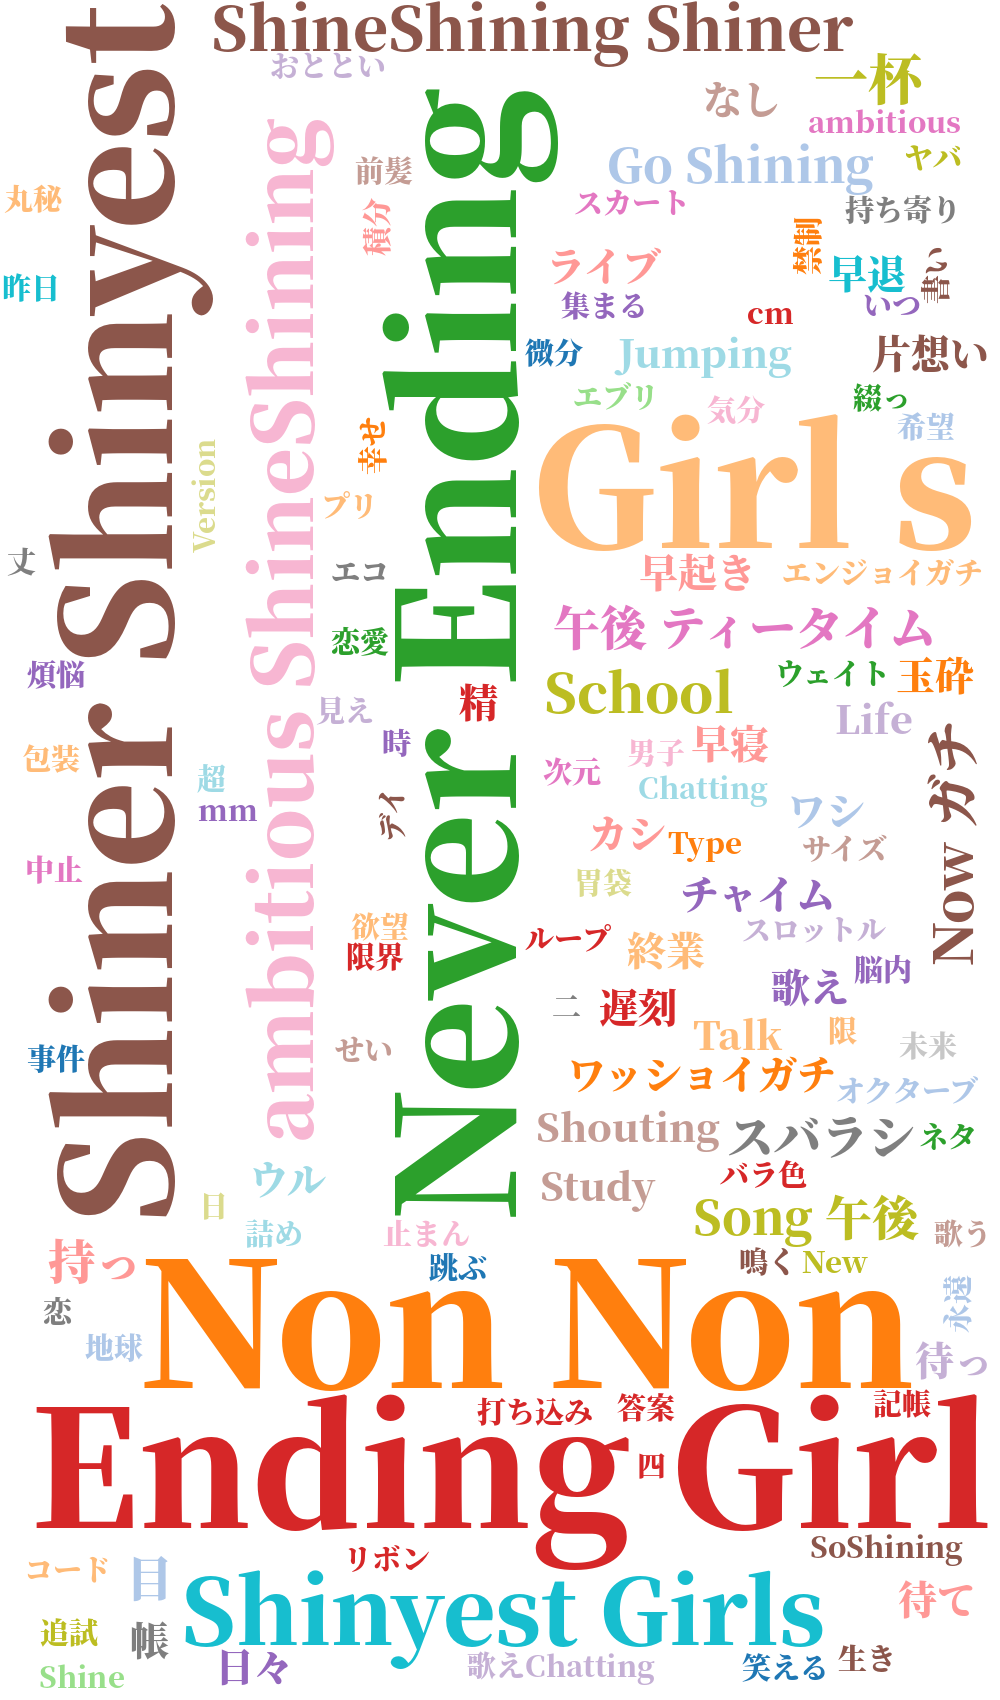 ShineShining Shiner
おととい
一杯
なし
ambitious
Go Shining
ヤバ
前髪
丸秘
スカート
持ち寄り
積分
禁制
ライブ
早退
書い
昨日
集まる
いつ
cm
微分
Jumping
片想い
エブリ
気分
綴っ
希望
Shiner Shinyest
ambitious ShineShining
Never Ending
Girl s
幸せ
Version
プリ
丈
エコ
早起き
エンジョイガチ
恋愛
午後 ティータイム
煩悩
School
ウェイト
玉砕
精
見え
Life
時
男子
早寝
包装
次元
超
Chatting
Now ガチ
mm
ディ
ワシ
カシ
Type
サイズ
中止
胃袋
チャイム
欲望
スロットル
限界
ループ
終業
脳内
歌え
二
遅刻
Talk
限
事件
せい
未来
ワッショイガチ
オクターブ
Shouting
スバラシ
ネタ
ウル
Study
バラ色
日
Song 午後
詰め
止まん
歌う
持っ
跳ぶ
鳴く
New
恋
永遠
地球
Non Non
待っ
打ち込み
答案
記帳
Ending Girl
四
リボン
SoShining
コード
目
Shinyest Girls
待て
追試
帳
日々
歌えChatting
笑える
生き
Shine